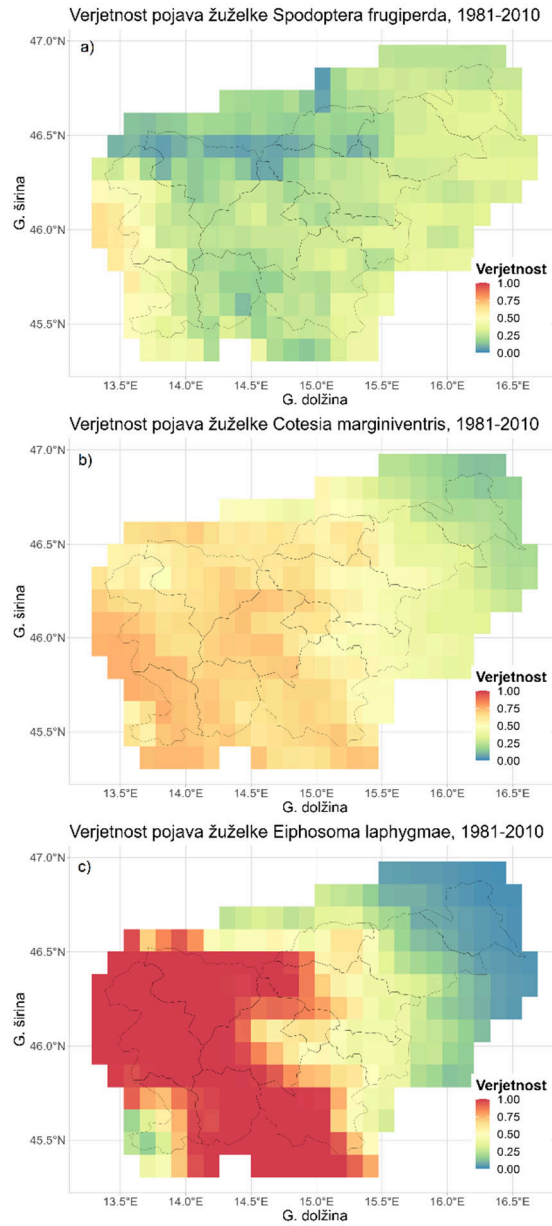 Verjetnost pojava žuželke Spodoptera frugiperda, 1981-2010
a)
47.0°N
46.5°N
46.0°N
45.5°N
G. širina
Verjetnost
1.00
0.75
0.50
0.25
0.00
13.5°E 14.0°E 14.5°E 15.0°E 15.5°E 16.0°E 16.5°E
G. dolžina
Verjetnost pojava žuželke Cotesia marginiventris, 1981-2010
b)
47.0°N
46.5°N
46.0°N
45.5°N
G. širina
Verjetnost
1.00
0.75
0.50
0.25
0.00
13.5°E 14.0°E 14.5°E 15.0°E 15.5°E 16.0°E 16.5°E
G. dolžina
Verjetnost pojava žuželke Eiphosoma laphygmae, 1981-2010
c)
47.0°N
46.5°N
46.0°N
45.5°N
G. širina
Verjetnost
1.00
0.75
0.50
0.25
0.00
13.5°E 14.0°E 14.5°E 15.0°E 15.5°E 16.0°E 16.5°E
G. dolžina